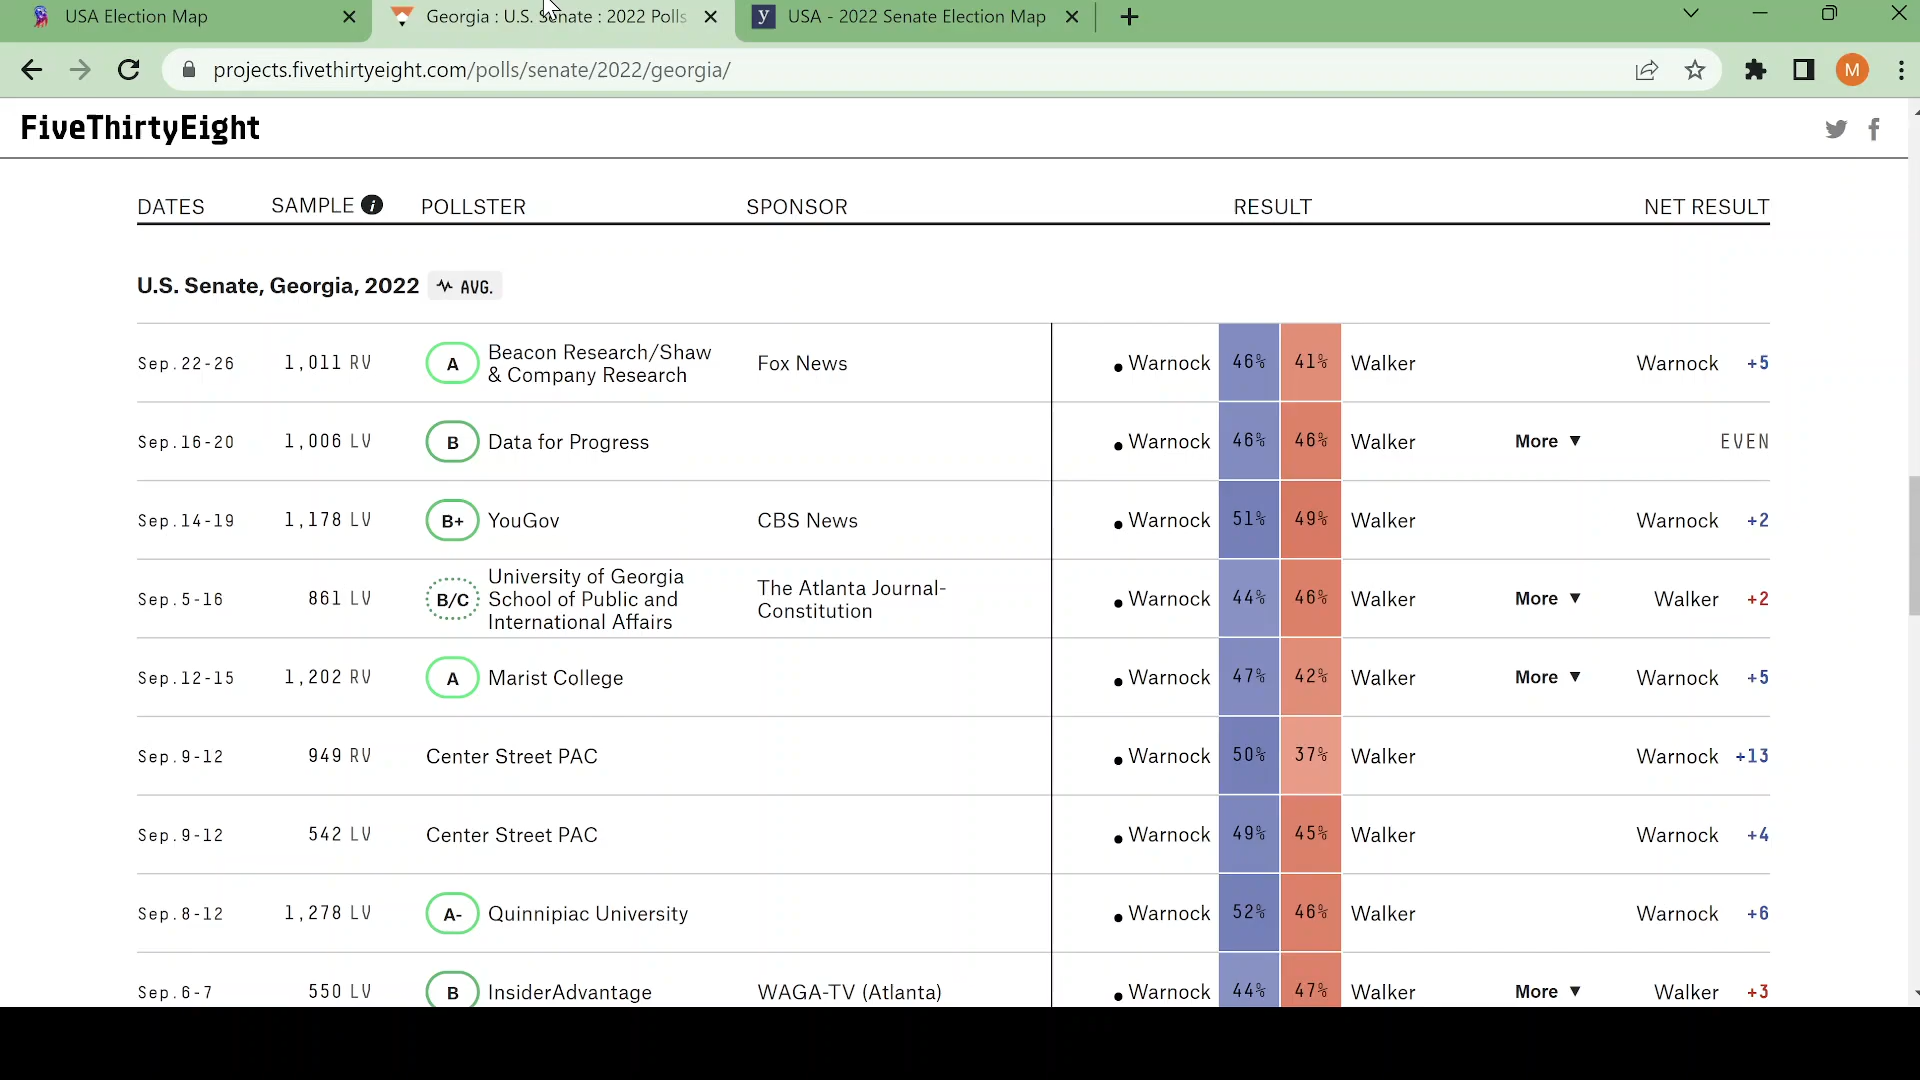 USA Election Map
Georgia : U.S. Senate : 2022 Polls
USA - 2022 Senate Election Map
projects.fivethirtyeight.com/polls/senate/2022/georgia/
M
FiveThirtyEight
DATES SAMPLE i POLLSTER SPONSOR RESULT NET RESULT
U.S. Senate, Georgia, 2022 AVG.
Sep. 22-26 1,011 RV A Beacon Research/Shaw & Company Research Fox News Warnock 46% 41% Walker Warnock +5
Sep. 16-20 1,006 LV B Data for Progress Warnock 46% 46% Walker More ▼ EVEN
Sep. 14-19 1,178 LV B+ YouGov CBS News Warnock 51% 49% Walker Warnock +2
Sep. 5-16 861 LV B/C University of Georgia School of Public and International Affairs The Atlanta Journal-Constitution Warnock 44% 46% Walker More ▼ Walker +2
Sep. 12-15 1,202 RV A Marist College Warnock 47% 42% Walker More ▼ Warnock +5
Sep. 9-12 949 RV Center Street PAC Warnock 50% 37% Walker Warnock +13
Sep. 9-12 542 LV Center Street PAC Warnock 49% 45% Walker Warnock +4
Sep. 8-12 1,278 LV A- Quinnipiac University Warnock 52% 46% Walker Warnock +6
Sep. 6-7 550 LV B InsiderAdvantage WAGA-TV (Atlanta) Warnock 44% 47% Walker More ▼ Walker +3